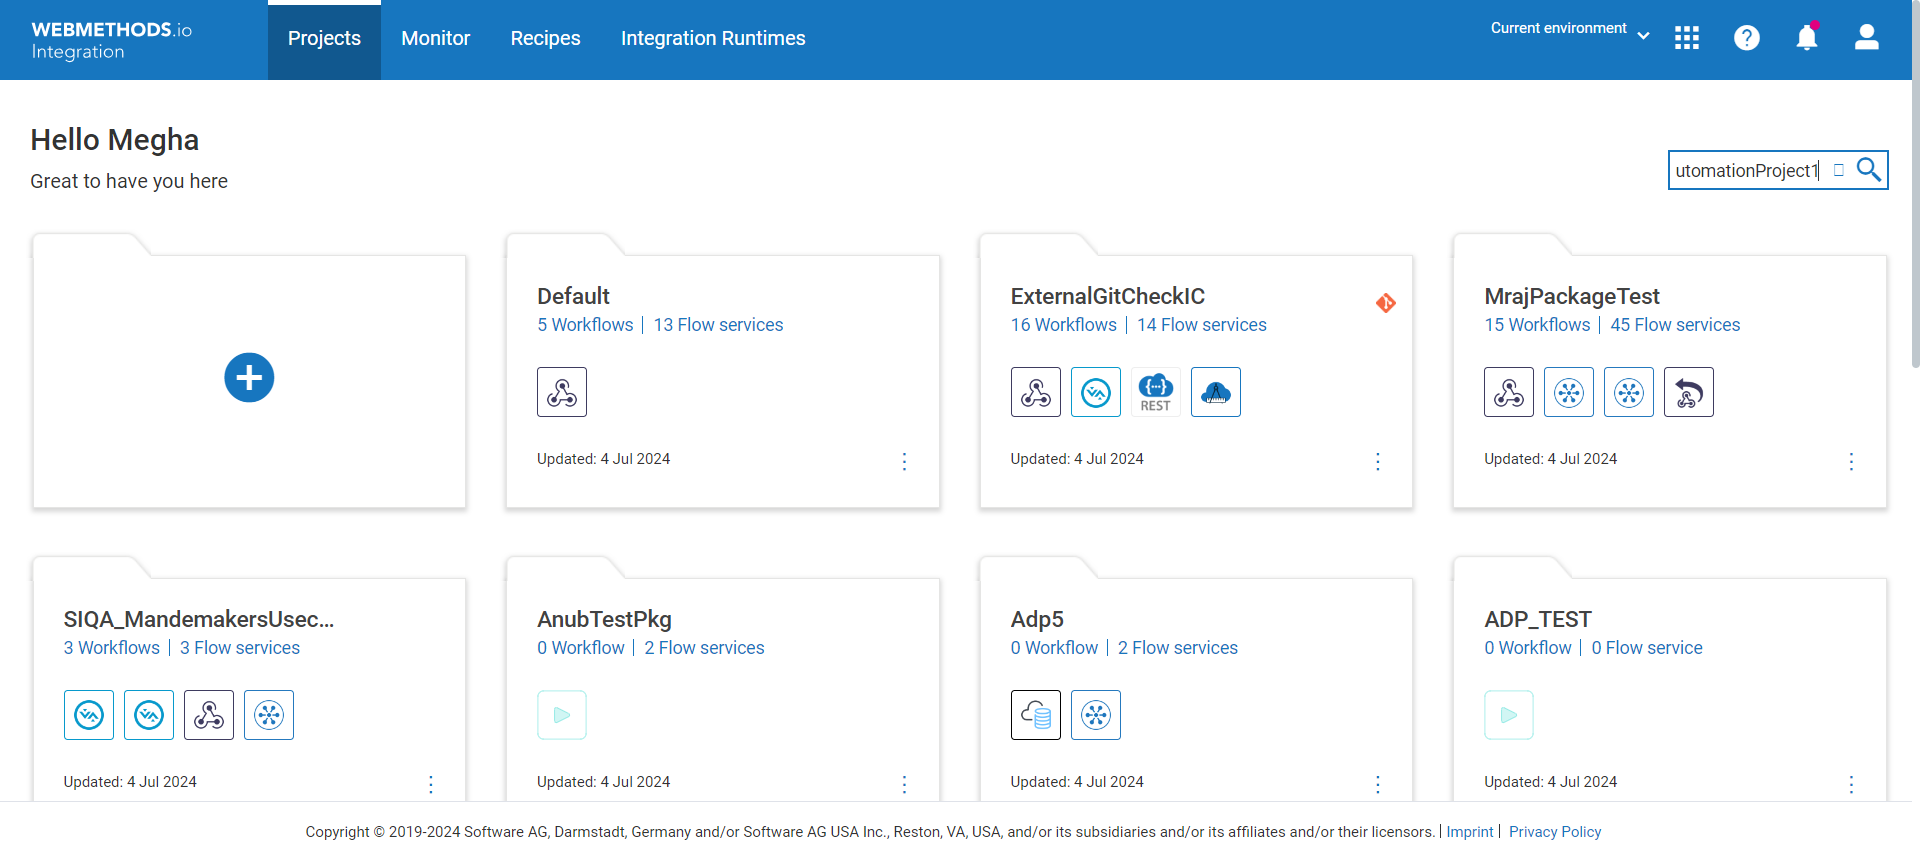 WEBMETHODS.io
Integration
Projects
Monitor
Recipes
Integration Runtimes
Current environment
?
Hello Megha
Great to have you here
utomationProject1
Default
5 Workflows | 13 Flow services
Updated: 4 Jul 2024
ExternalGitCheckIC
16 Workflows | 14 Flow services
REST
Updated: 4 Jul 2024
MrajPackageTest
15 Workflows | 45 Flow services
Updated: 4 Jul 2024
SIQA_MandemakersUsec...
3 Workflows | 3 Flow services
Updated: 4 Jul 2024
AnubTestPkg
0 Workflow | 2 Flow services
Updated: 4 Jul 2024
Adp5
0 Workflow | 2 Flow services
Updated: 4 Jul 2024
ADP_TEST
0 Workflow | 0 Flow service
Updated: 4 Jul 2024
Copyright © 2019-2024 Software AG, Darmstadt, Germany and/or Software AG USA Inc., Reston, VA, USA, and/or its subsidiaries and/or its affiliates and/or their licensors. | Imprint | Privacy Policy